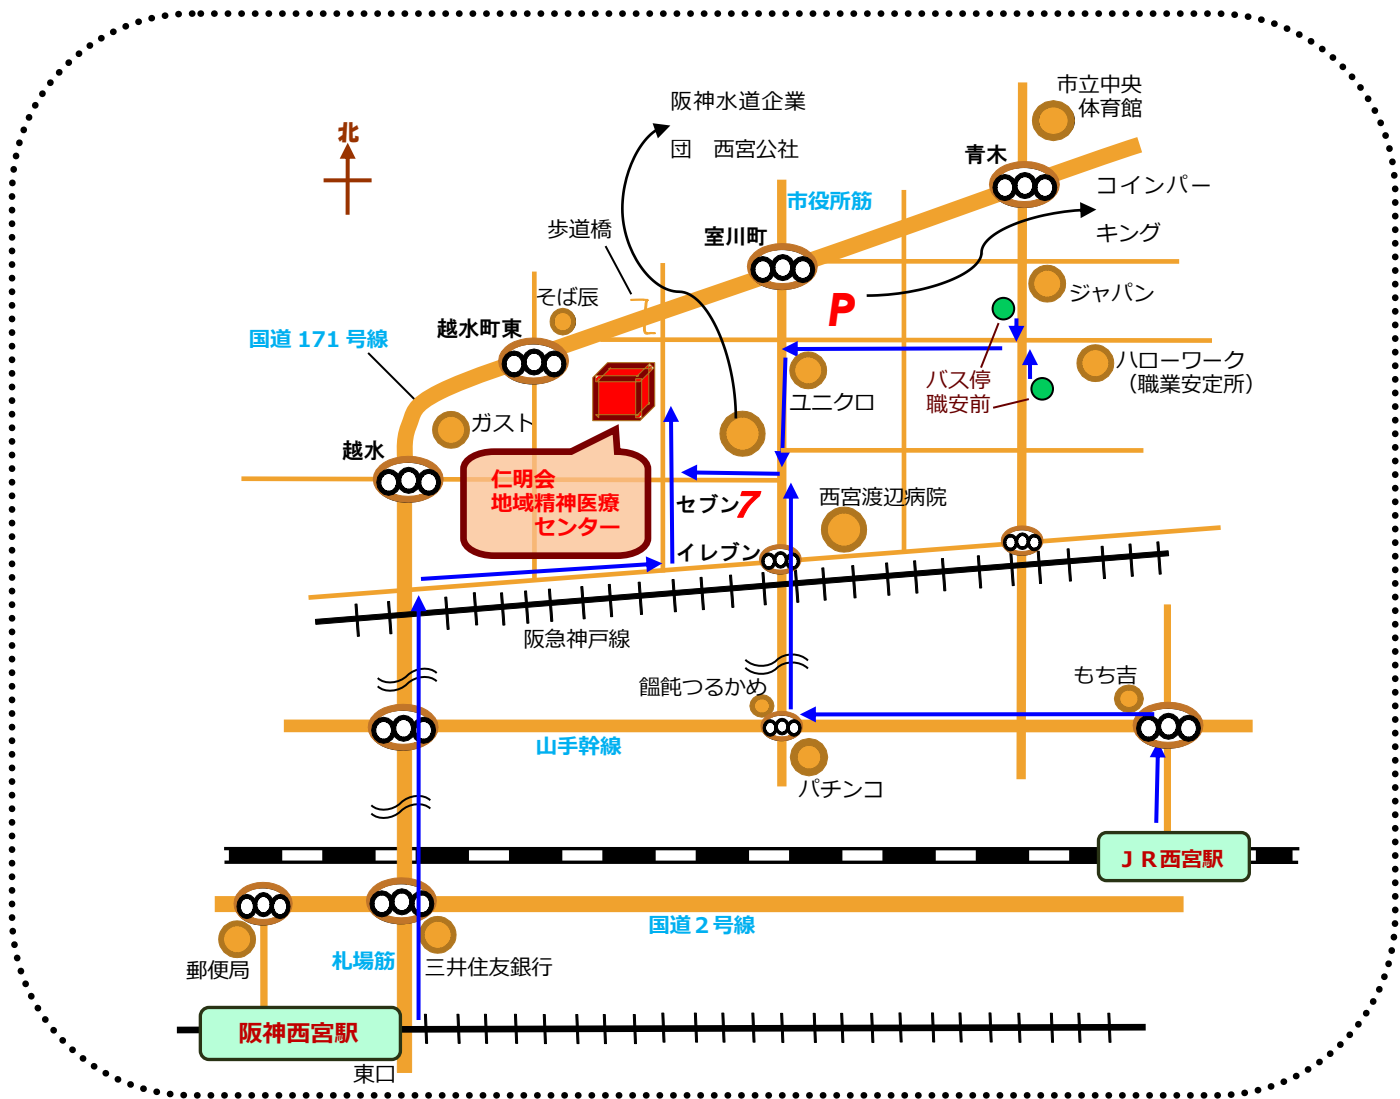 市立中央
体育館
阪神水道企業
団　西宮公社
北
青木
コインパー
キング
市役所筋
歩道橋
室川町
そば辰
ジャパン
P
越水町東
国道 171 号線
バス停
職安前
ハローワーク
（職業安定所）
ユニクロ
ガスト
越水
仁明会
地域精神医療
センター
セブン7
イレブン
西宮渡辺病院
阪急神戸線
饂飩つるかめ
もち吉
山手幹線
パチンコ
ＪＲ西宮駅
国道２号線
札場筋
郵便局
三井住友銀行
阪神西宮駅
東口